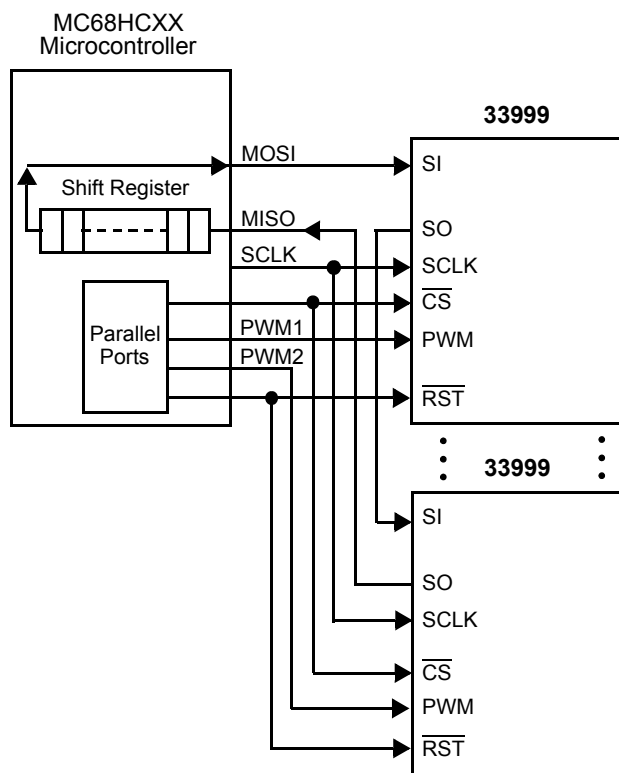 MC68HCXX
Microcontroller
33999
MOSI
SI
Shift Register
MISO
SO
SCLK
SCLK
CS
Parallel
Ports
PWM1
PWM
PWM2
RST
33999
SI
SO
SCLK
CS
PWM
RST